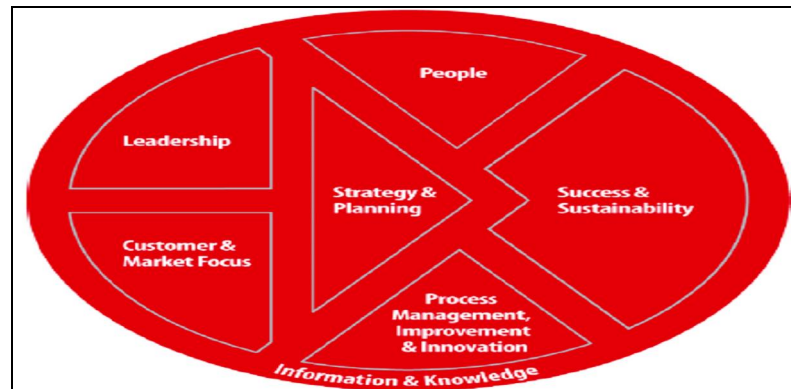 People
Leadership
Strategy &
Planning
Success &
Sustainability
Customer &
Market Focus
Process
Management,
Improvement
& Innovation
Information & Knowledge